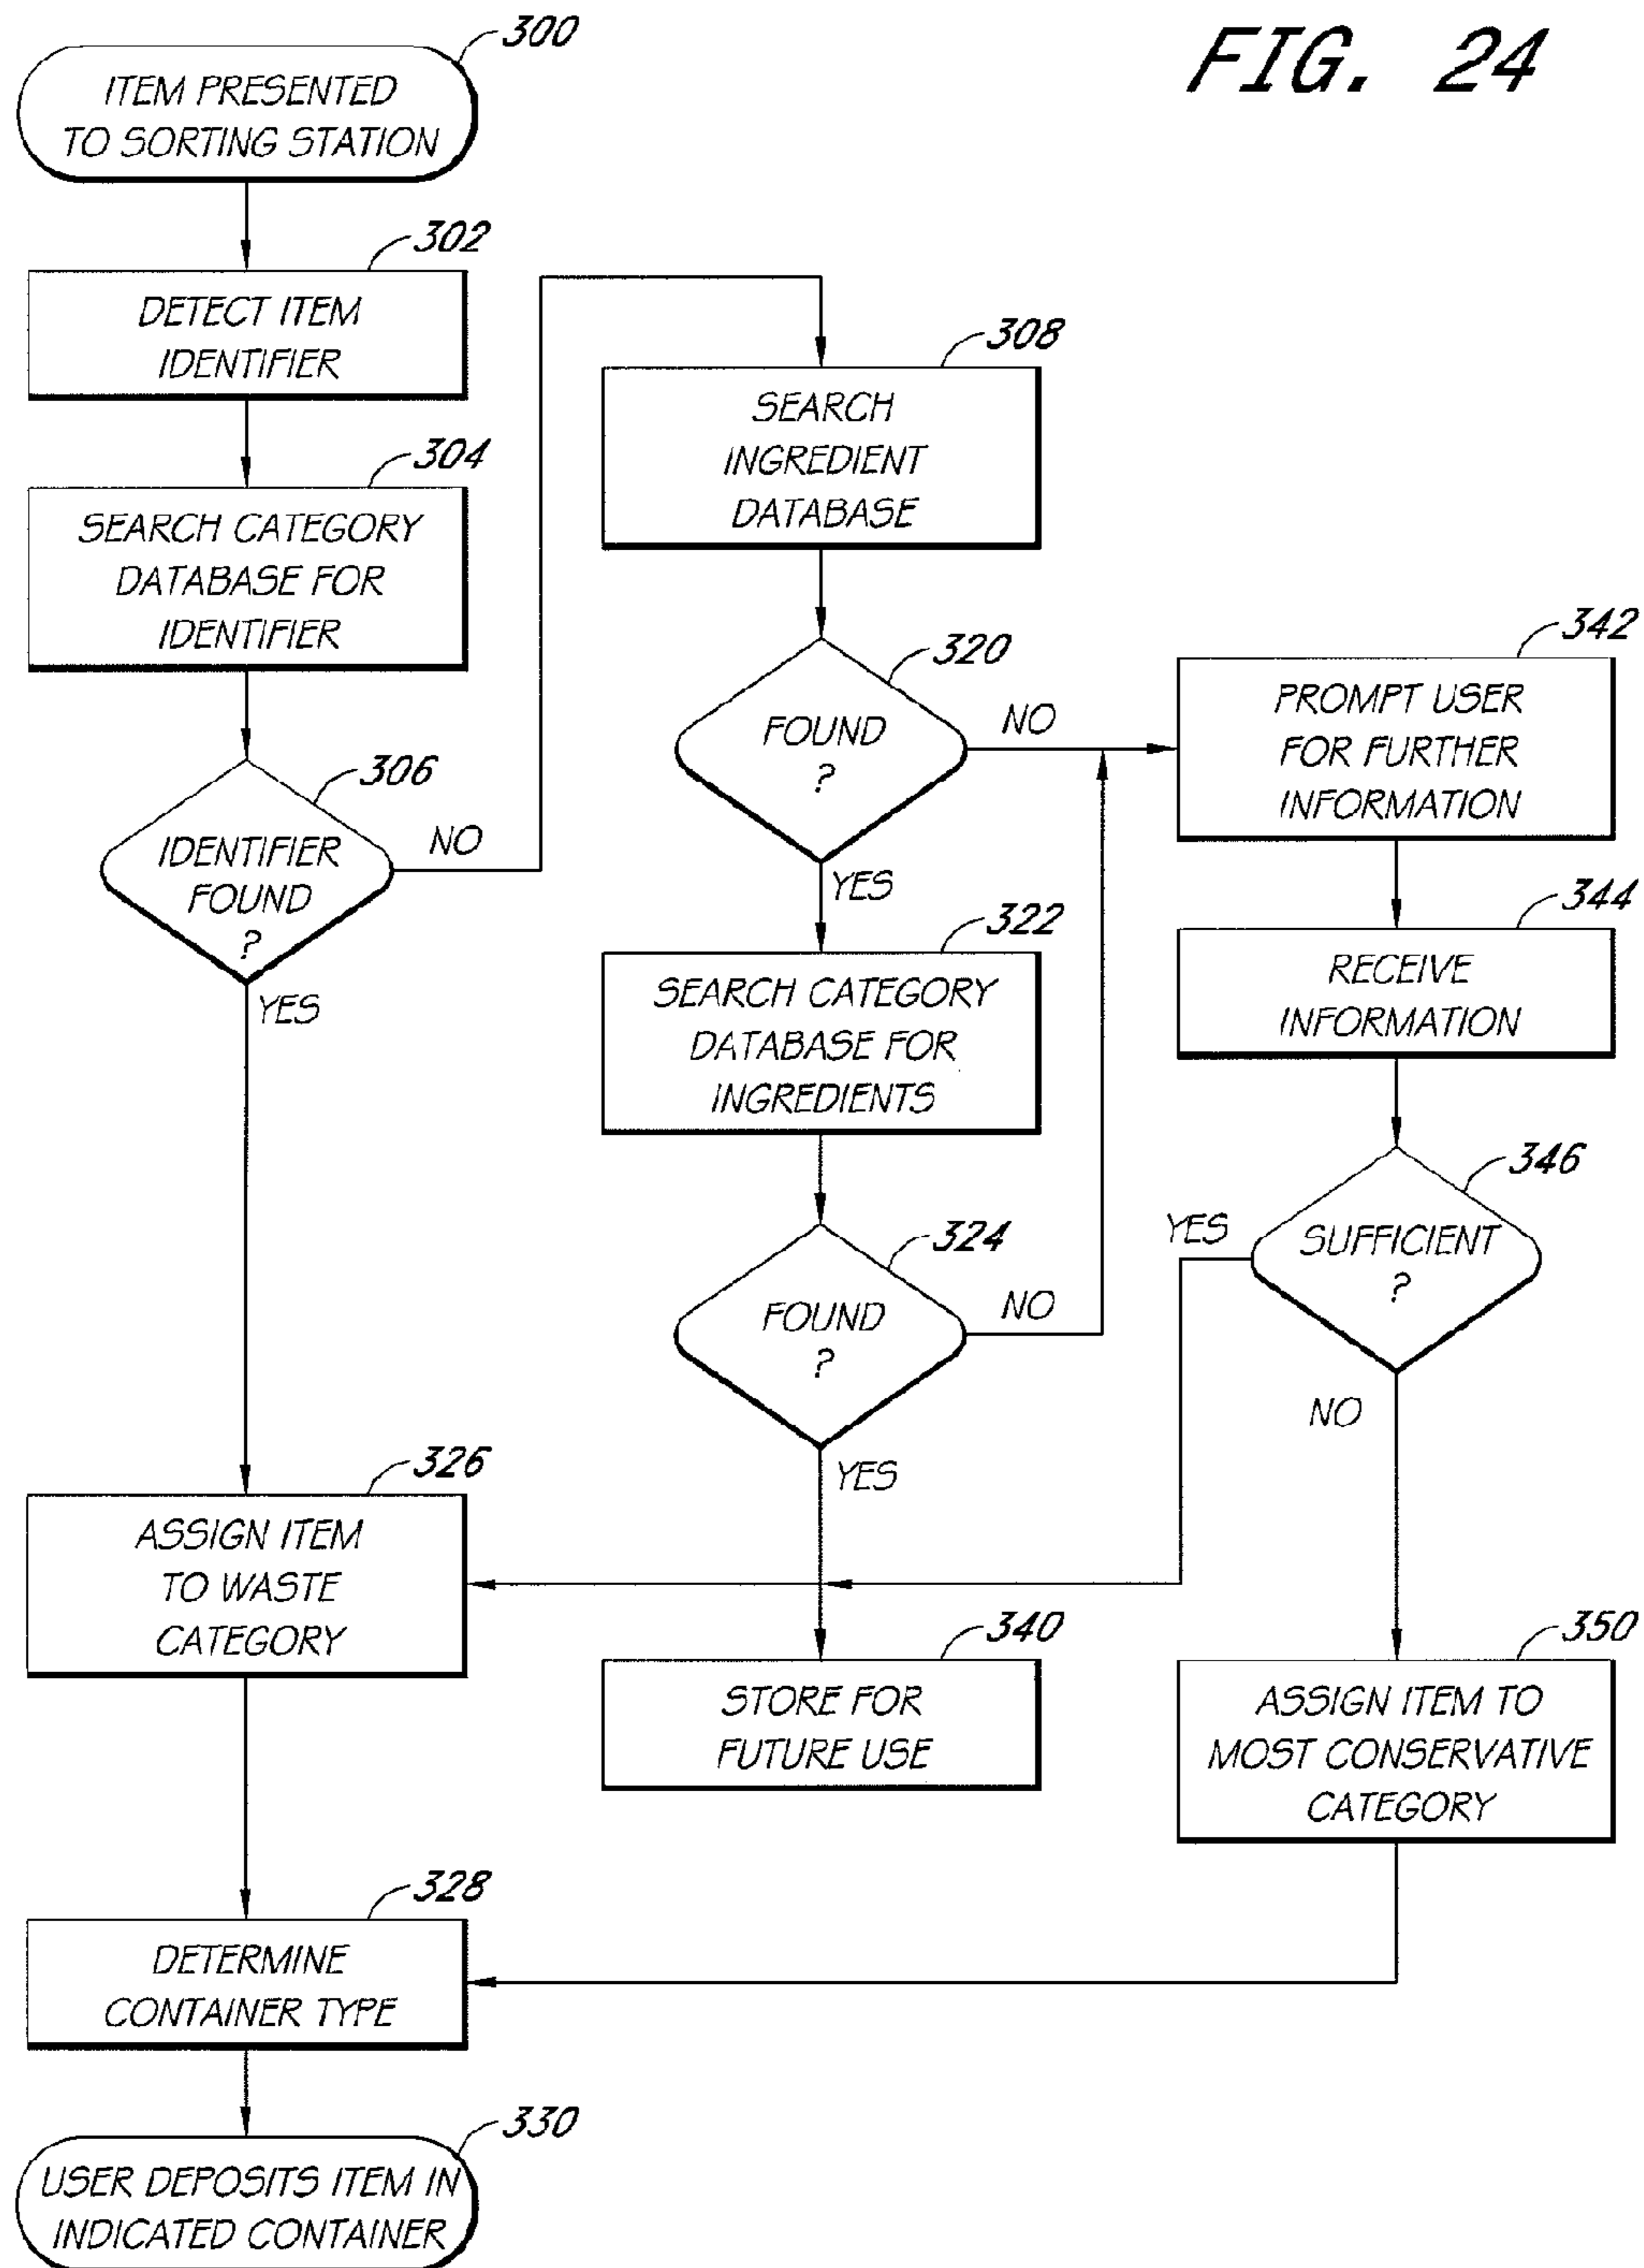 FIG. 24
300
ITEM PRESENTED
TO SORTING STATION
302
DETECT ITEM
IDENTIFIER
304
SEARCH CATEGORY
DATABASE FOR
IDENTIFIER
306
IDENTIFIER
FOUND
?
NO
YES
308
SEARCH
INGREDIENT
DATABASE
320
FOUND
?
NO
YES
322
SEARCH CATEGORY
DATABASE FOR
INGREDIENTS
324
FOUND
?
NO
YES
342
PROMPT USER
FOR FURTHER
INFORMATION
344
RECEIVE
INFORMATION
346
SUFFICIENT
?
YES
NO
326
ASSIGN ITEM
TO WASTE
CATEGORY
340
STORE FOR
FUTURE USE
350
ASSIGN ITEM TO
MOST CONSERVATIVE
CATEGORY
328
DETERMINE
CONTAINER TYPE
330
USER DEPOSITS ITEM IN
INDICATED CONTAINER